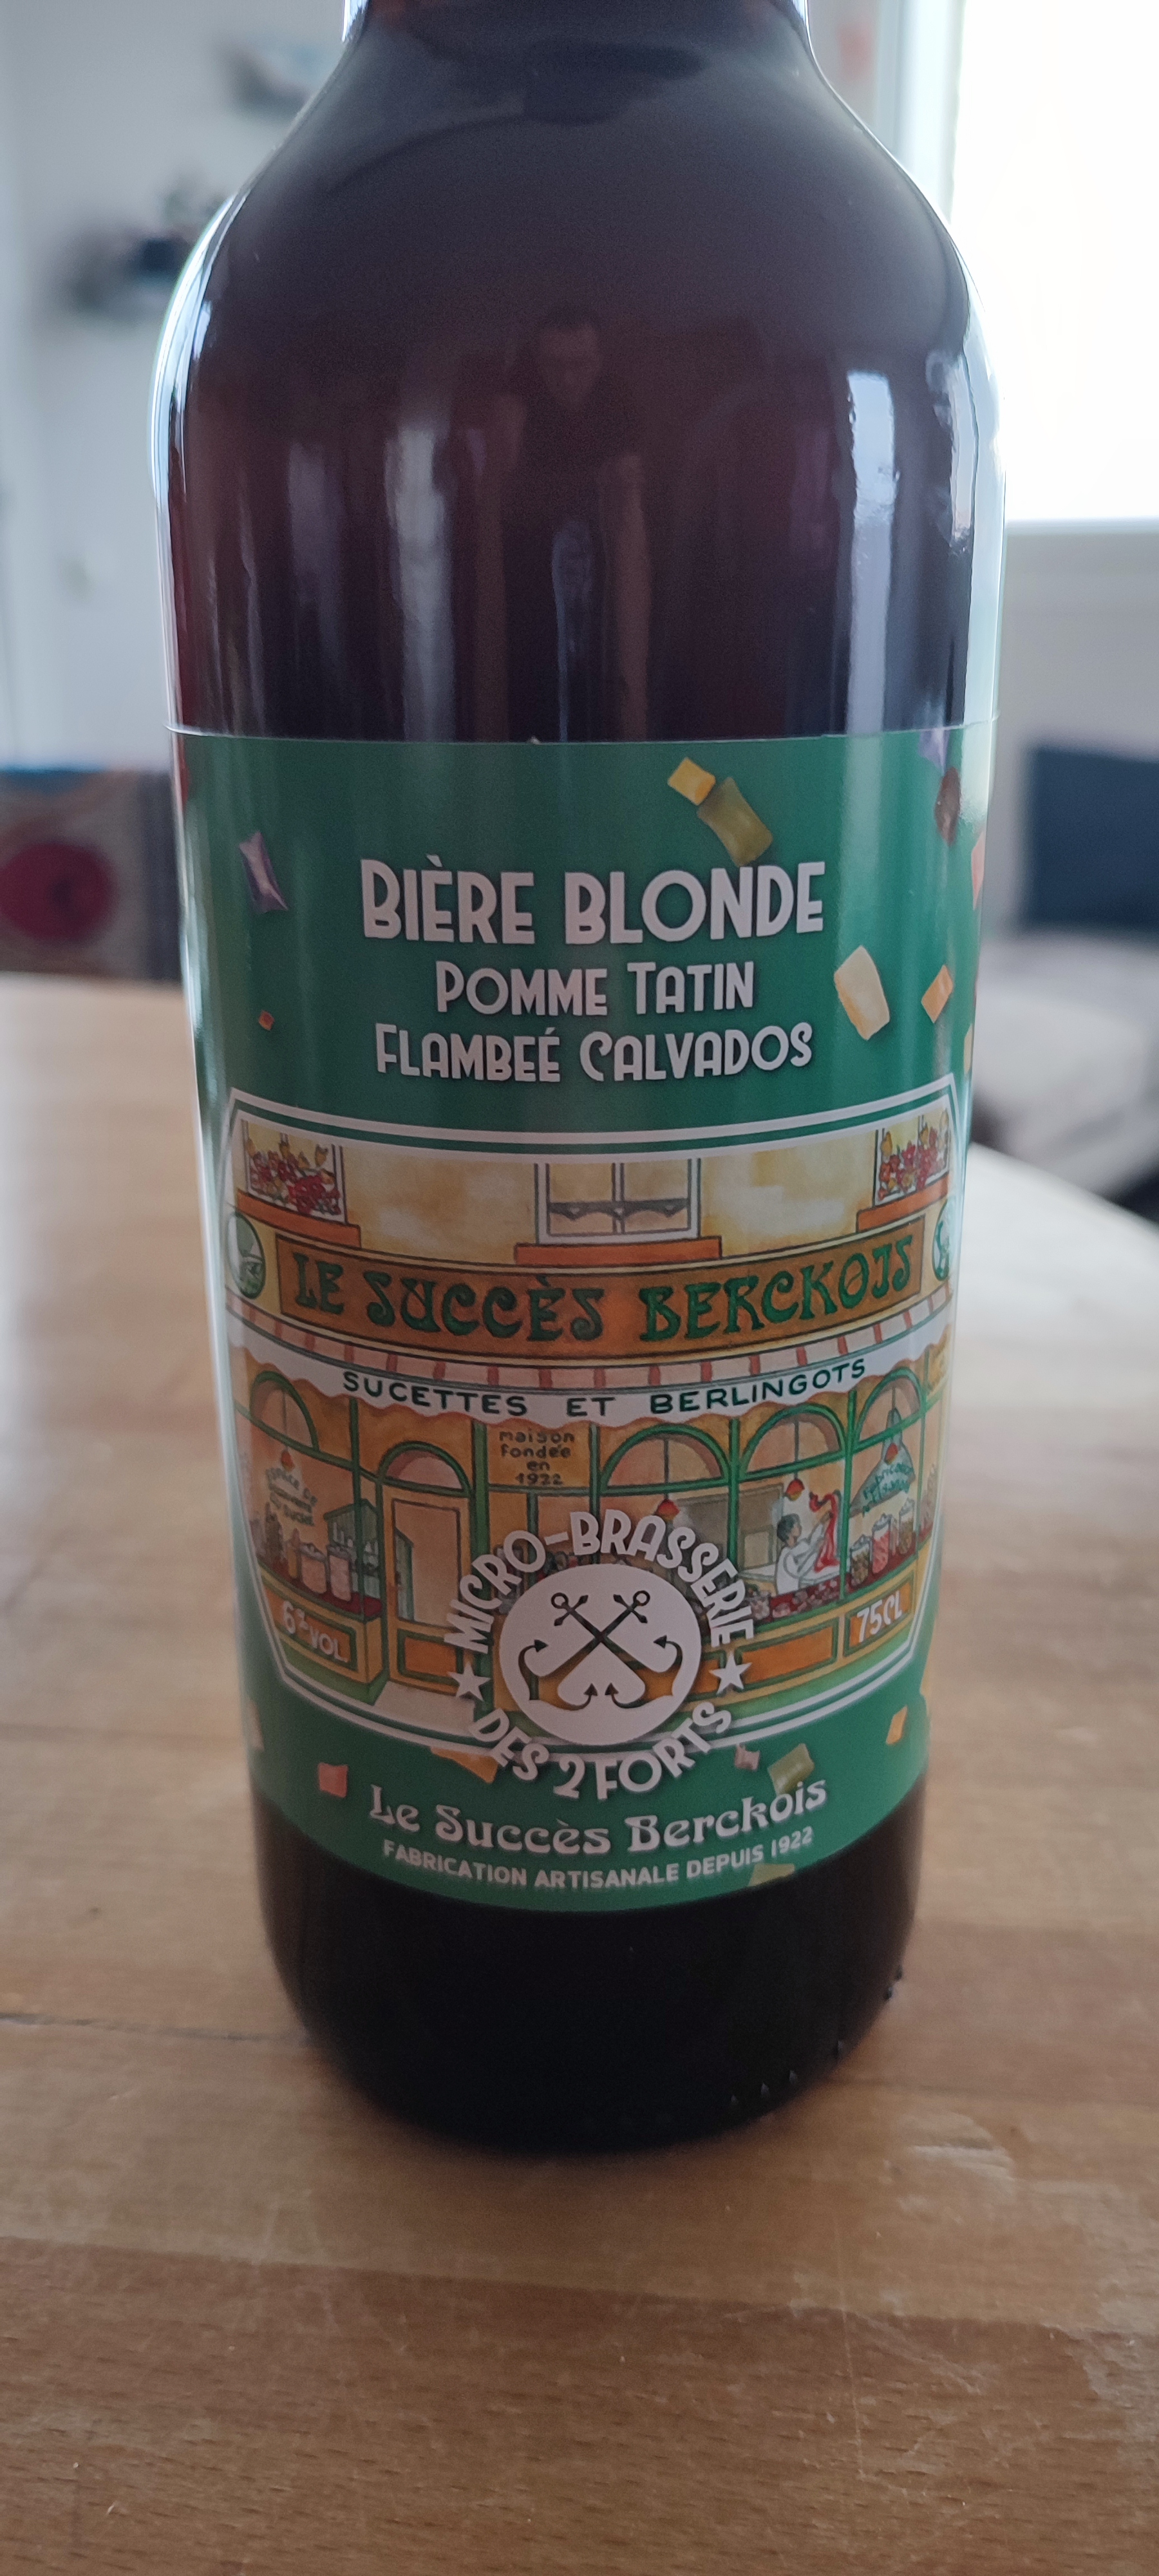 BIÈRE BLONDE
POMME TATIN
FLAMBEÉ CALVADOS
LE SUCCÈS BERCKOIS
SUCETTES ET BERLINGOTS
maison
fondée
en
1922
MICRO-BRASSERIE
DES 2 FORTS
6% VOL
75CL
Le Succès Berckois
FABRICATION ARTISANALE DEPUIS 1922